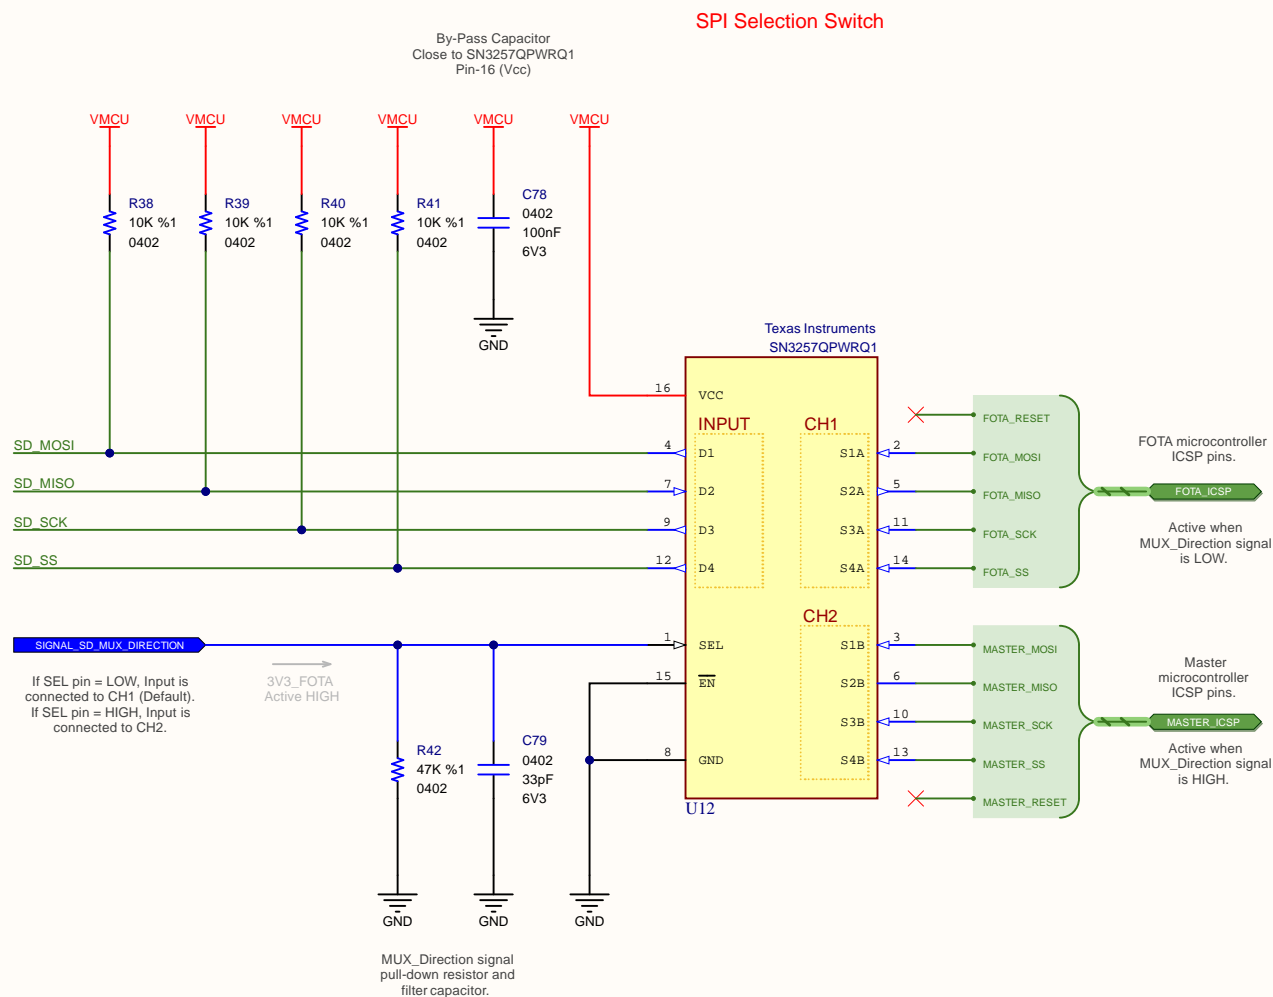 SPI Selection Switch
By-Pass Capacitor
Close to SN3257QPWRQ1
Pin-16 (Vcc)
VMCU
VMCU
VMCU
VMCU
VMCU
VMCU
R38
10K %1
0402
R39
10K %1
0402
R40
10K %1
0402
R41
10K %1
0402
C78
0402
100nF
6V3
GND
Texas Instruments
SN3257QPWRQ1
16
VCC
INPUT
CH1
SD_MOSI
4
D1
S1A
2
SD_MISO
7
D2
S2A
5
SD_SCK
9
D3
S3A
11
SD_SS
12
D4
S4A
14
FOTA_RESET
FOTA_MOSI
FOTA_MISO
FOTA_SCK
FOTA_SS
FOTA microcontroller
ICSP pins.
FOTA_ICSP
Active when
MUX_Direction signal
is LOW.
CH2
SIGNAL_SD_MUX_DIRECTION
1
SEL
S1B
3
15
EN
S2B
6
S3B
10
8
GND
S4B
13
U12
MASTER_MOSI
MASTER_MISO
MASTER_SCK
MASTER_SS
MASTER_RESET
Master
microcontroller
ICSP pins.
MASTER_ICSP
Active when
MUX_Direction signal
is HIGH.
If SEL pin = LOW, Input is
connected to CH1 (Default).
If SEL pin = HIGH, Input is
connected to CH2.
3V3_FOTA
Active HIGH
R42
47K %1
0402
C79
0402
33pF
6V3
GND
GND
GND
MUX_Direction signal
pull-down resistor and
filter capacitor.